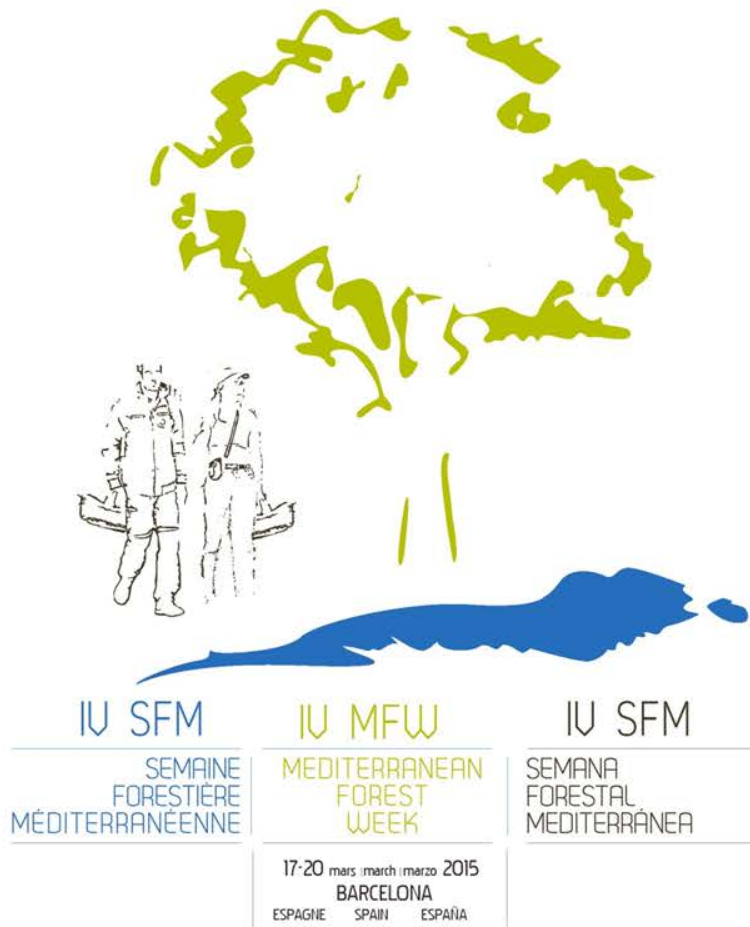 IV SFM
SEMAINE
FORESTIÈRE
MÉDITERRANÉENNE
IV MFW
MEDITERRANEAN
FOREST
WEEK
IV SFM
SEMANA
FORESTAL
MEDITERRÁNEA
17-20 mars |march |marzo 2015
BARCELONA
ESPAGNE SPAIN ESPAÑA